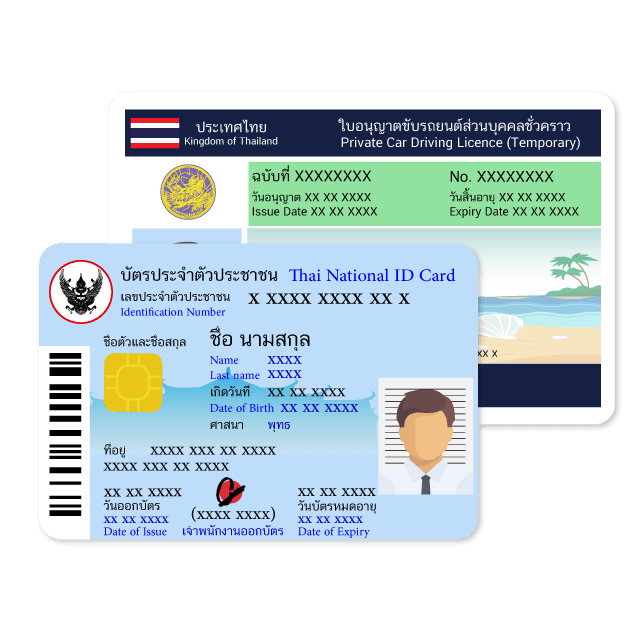 ประเทศไทย
Kingdom of Thailand
ใบอนุญาตขับรถยนต์ส่วนบุคคลชั่วคราว
Private Car Driving Licence (Temporary)
ฉบับที่ XXXXXXXX
No. XXXXXXXX
วันอนุญาต XX XX XXXX
วันสิ้นอายุ XX XX XXXX
Issue Date XX XX XXXX
Expiry Date XX XX XXXX
xx x
บัตรประจำตัวประชาชน Thai National ID Card
เลขประจำตัวประชาชน X XXXX XXXX XX X
Identification Number
ชื่อตัวและชื่อสกุล ชื่อ นามสกุล
Name XXXX
Last name XXXX
เกิดวันที่ XX XX XXXX
Date of Birth XX XX XXXX
ศาสนา พุทธ
ที่อยู่ XXXX XXX XX XXXX
XXXX XXX XX XXXX
XX XX XXXX
วันออกบัตร
XX XX XXXX
Date of Issue
(XXXX XXXX)
เจ้าพนักงานออกบัตร
XX XX XXXX
วันบัตรหมดอายุ
XX XX XXXX
Date of Expiry